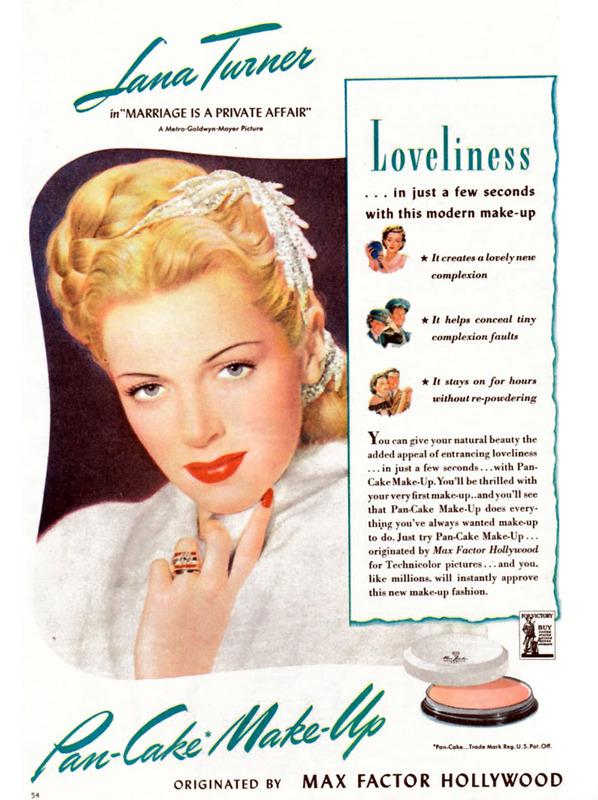 Lana Turner
in "MARRIAGE IS A PRIVATE AFFAIR"
A Metro-Goldwyn-Mayer Picture
Loveliness
... in just a few seconds
with this modern make-up
★ It creates a lovely new
complexion
★ It helps conceal tiny
complexion faults
★ It stays on for hours
without re-powdering
You can give your natural beauty the
added appeal of entrancing loveliness
...in just a few seconds...with Pan-
Cake Make-Up. You'll be thrilled with
your very first make-up..and you'll see
that Pan-Cake Make-Up does every-
thing you've always wanted make-up
to do. Just try Pan-Cake Make-Up...
originated by Max Factor Hollywood
for Technicolor pictures...and you,
like millions, will instantly approve
this new make-up fashion.
FOR VICTORY
BUY
UNITED
STATES
Pan-Cake* Make-Up
*Pan-Cake...Trade Mark Reg. U.S. Pat. Off.
ORIGINATED BY MAX FACTOR HOLLYWOOD
54